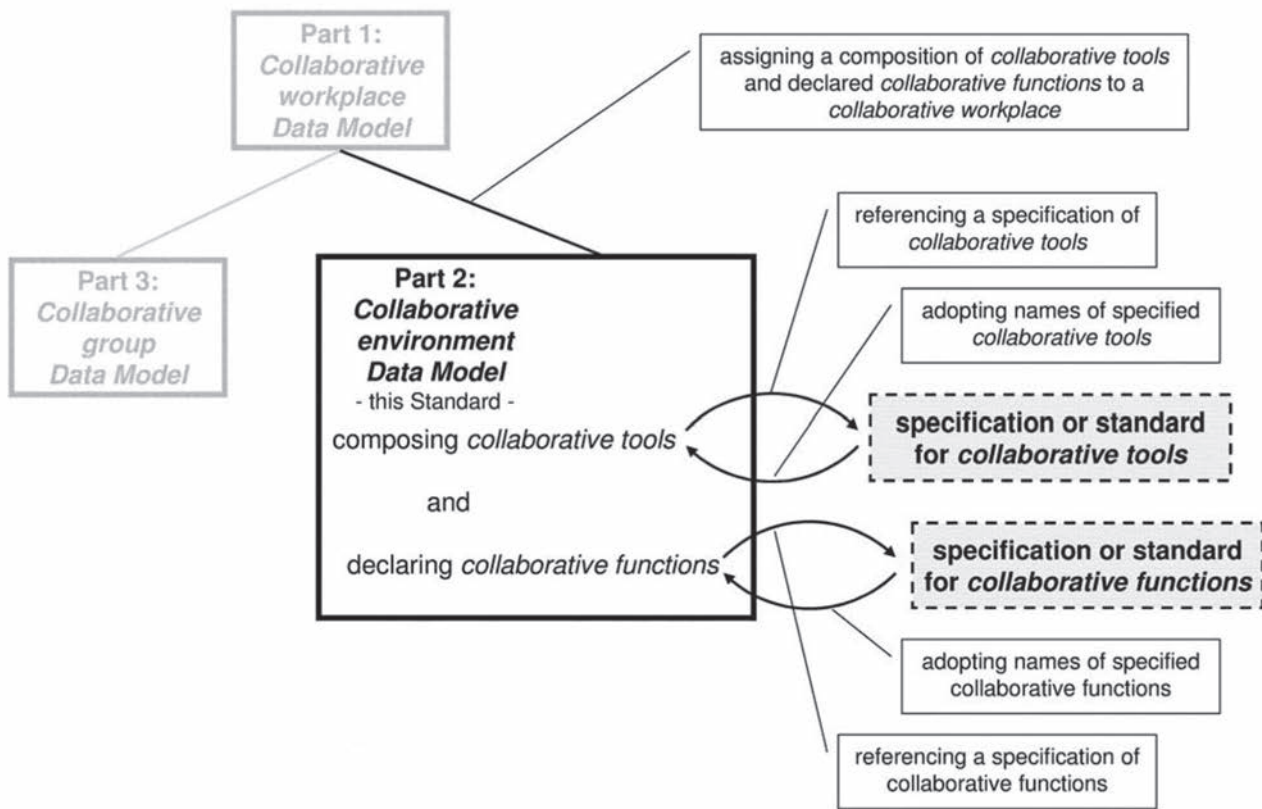 Part 1:
Collaborative
workplace
Data Model
assigning a composition of collaborative tools
and declared collaborative functions to a
collaborative workplace
referencing a specification of
collaborative tools
Part 3:
Collaborative
group
Data Model
Part 2:
Collaborative
environment
Data Model
- this Standard -
composing collaborative tools
and
declaring collaborative functions
adopting names of specified
collaborative tools
specification or standard
for collaborative tools
specification or standard
for collaborative functions
adopting names of specified
collaborative functions
referencing a specification of
collaborative functions